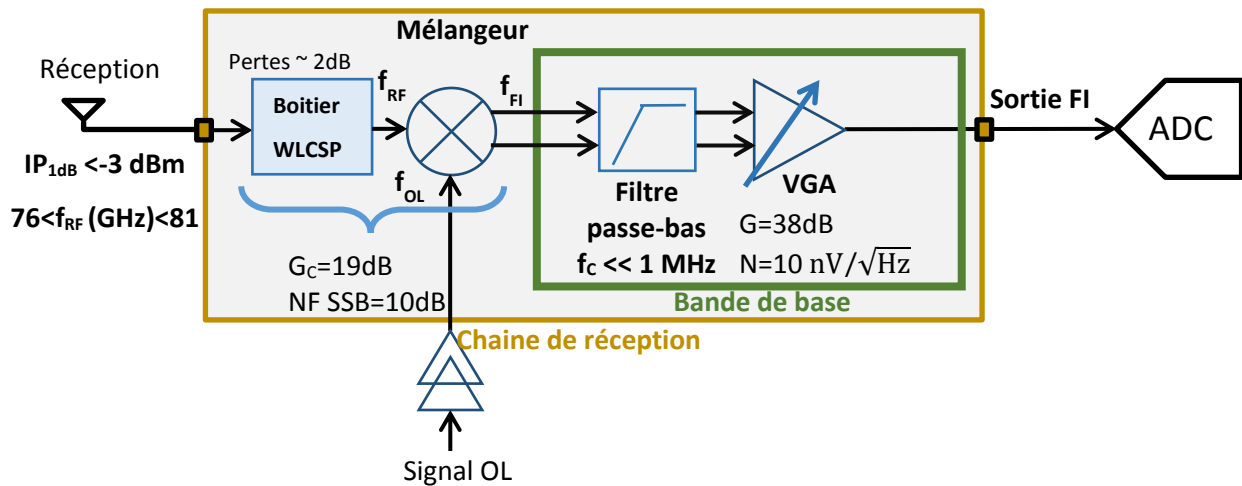 Mélangeur
Réception
Pertes ~ 2dB
Boitier
WLCSP
f_RF
f_FI
f_OL
IP_1dB <-3 dBm
76<f_RF (GHz)<81
Filtre
passe-bas
f_C << 1 MHz
VGA
G=38dB
N=10 nV/√Hz
Bande de base
Sortie FI
ADC
G_C=19dB
NF SSB=10dB
Chaine de réception
Signal OL